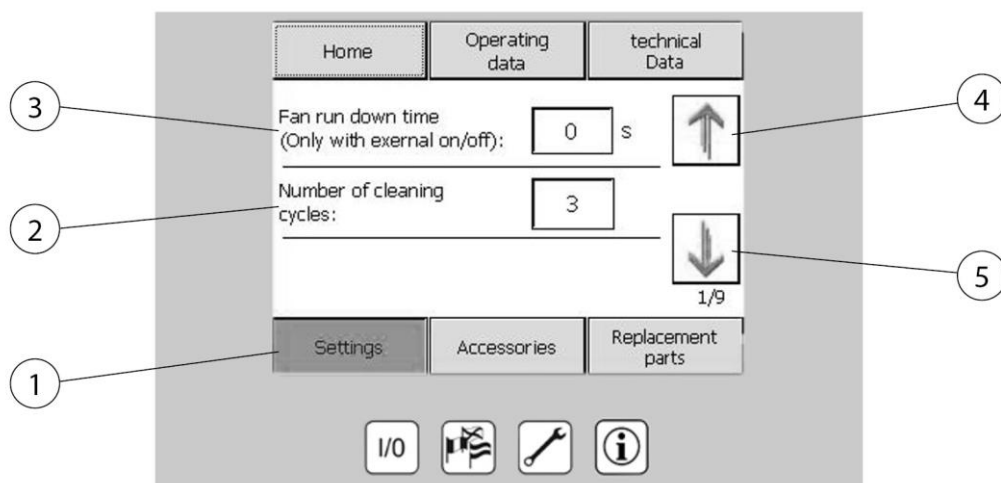 Home
Operating
data
technical
Data
3
Fan run down time
(Only with exernal on/off):
0
s
4
2
Number of cleaning
cycles:
3
5
1/9
1
Settings
Accessories
Replacement
parts
I/0
i